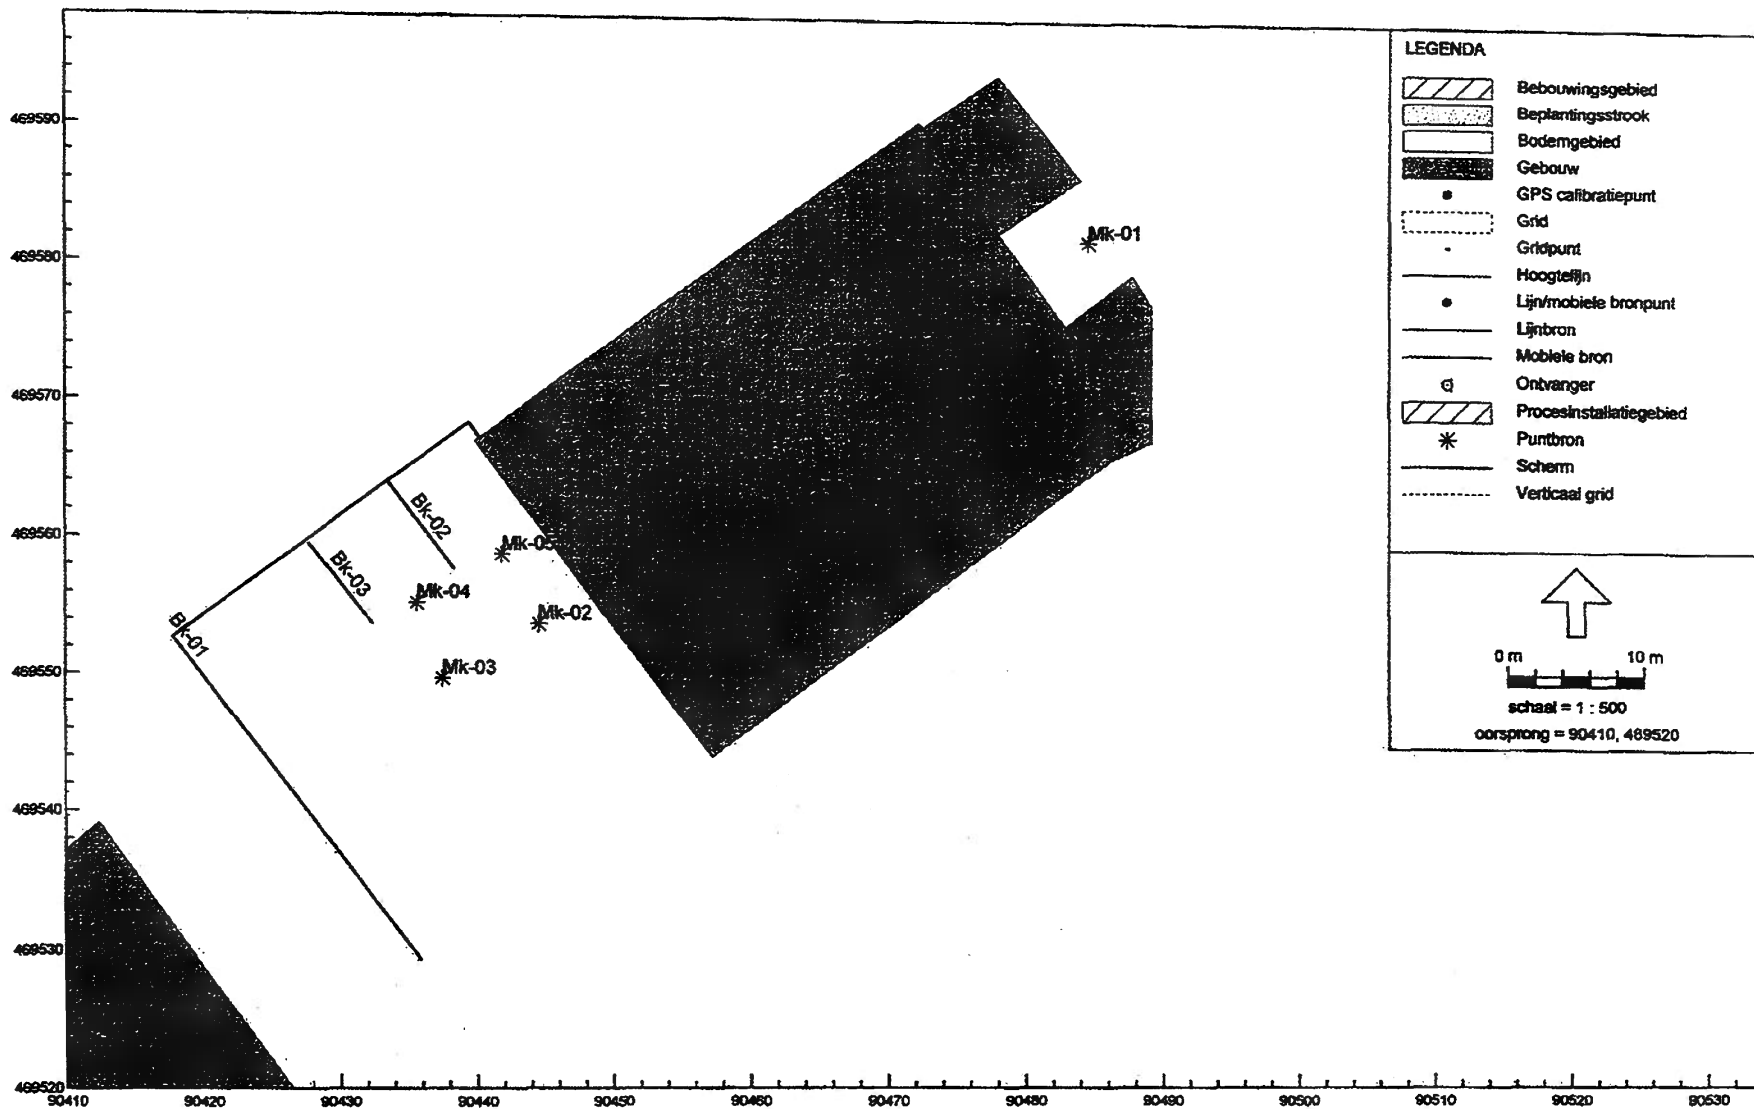 LEGENDA
Bebouwingsgebied
Beplantingsstrook
Bodemgebied
Gebouw
GPS calibratiepunt
Grid
Gridpunt
Hoogtelijn
Lijn/mobiele bronpunt
Lijnbron
Mobiele bron
Ontvanger
Procesinstallatiegebied
Puntbron
Scherm
Verticaal grid
0 m 10 m
schaal = 1 : 500
oorsprong = 90410, 469520
469590
469580
469570
469560
469550
469540
469530
469520
Mk-01
Bk-02
Mk-05
Bk-03
Mk-04
Mk-02
Bk-01
Mk-03
90410 90420 90430 90440 90450 90460 90470 90480 90490 90500 90510 90520 90530